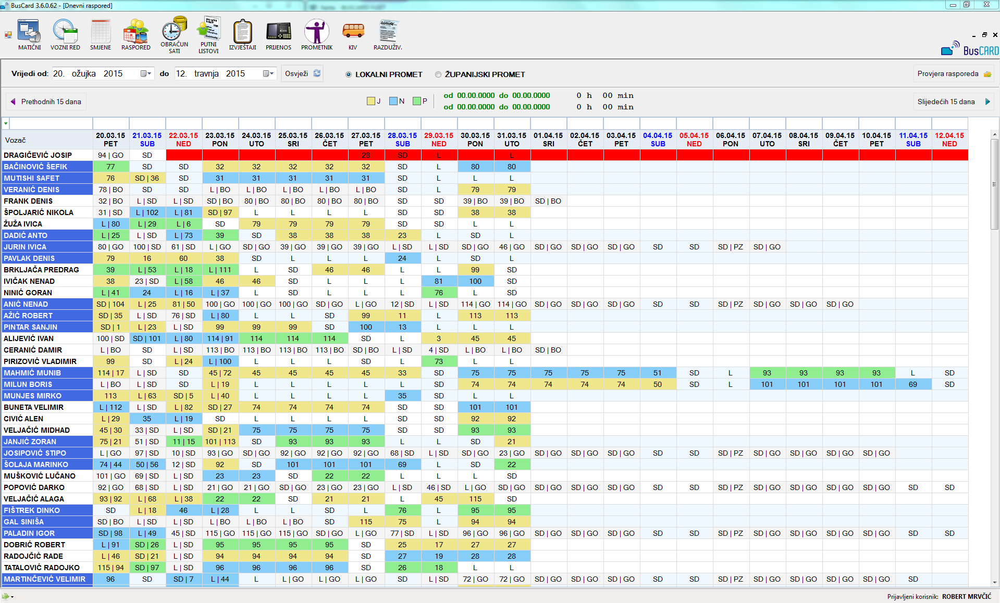 BusCard 3.6.0.62 - [Dnevni raspored]
MATIČNI VOZNI RED SMJENE RASPORED OBRAČUN SATI PUTNI LISTOVI IZVJEŠTAJI PRIJENOS PROMETNIK KIV RAZDUŽIV.
BusCARD
Vrijedi od: 20. ožujka 2015 do 12. travnja 2015 Osvježi LOKALNI PROMET ŽUPANIJSKI PROMET Provjera rasporeda
Prethodnih 15 dana J N P od 00.00.0000 do 00.00.0000 0 h 00 min Slijedećih 15 dana
od 00.00.0000 do 00.00.0000 0 h 00 min
Vozač 20.03.15 PET 21.03.15 SUB 22.03.15 NED 23.03.15 PON 24.03.15 UTO 25.03.15 SRI 26.03.15 ČET 27.03.15 PET 28.03.15 SUB 29.03.15 NED 30.03.15 PON 31.03.15 UTO 01.04.15 SRI 02.04.15 ČET 03.04.15 PET 04.04.15 SUB 05.04.15 NED 06.04.15 PON 07.04.15 UTO 08.04.15 SRI 09.04.15 ČET 10.04.15 PET 11.04.15 SUB 12.04.15 NED
DRAGIČEVIĆ JOSIP 94 | GO SD 28 SD L L
BAČINOVIĆ ŠEFIK 77 SD SD 32 32 32 32 32 SD L 80 80
MUTISHI SAFET 76 SD | 36 SD 31 31 31 31 31 SD L L L
VERANIĆ DENIS 78 | BO SD SD L | BO L | BO L | BO L | BO L | BO SD L 79 79
FRANK DENIS 32 | BO L | SD L | SD SD | BO 80 | BO 80 | BO 80 | BO 80 | BO SD SD 39 | BO 39 | BO SD | BO
ŠPOLJARIĆ NIKOLA 31 | SD L | 102 L | 81 SD | 97 L L L L SD SD 38 38
ŽUŽA IVICA L | 80 L | 29 L | 6 SD 79 79 79 79 SD SD L L
DADIĆ ANTO L | 25 L | SD L | 73 39 SD 38 38 38 23 L SD L
JURIN IVICA 80 | GO 100 | SD 61 | SD L | GO SD | GO 39 | GO 39 | GO 39 | GO L | SD L | SD SD | GO 46 | GO SD | GO SD | GO SD | GO SD SD SD | PZ SD | GO
PAVLAK DENIS 79 16 60 38 SD L L L 24 L SD L
BRKLJAČA PREDRAG 39 L | 53 L | 18 L | 111 L SD 46 46 L L 99 SD
IVIČAK NENAD 38 23 | SD L | 58 46 46 SD L L L 81 100 SD
NINIĆ GORAN L | 41 24 L | 16 L | 37 L SD L L L 76 L SD
ANIĆ NENAD SD | 104 L | 25 81 | 50 100 | GO 100 | GO 100 | GO SD | GO L | GO 12 | SD L | SD 114 | GO 114 | GO SD | GO SD | GO SD | GO SD SD SD | PZ SD | GO SD | GO SD | GO
AŽIĆ ROBERT SD | 35 L | SD 76 | SD L | 80 L L SD 99 11 L 113 113
PINTAR SANJIN SD | 1 L | 23 L | SD 99 99 99 SD 100 13 L L L
ALIJEVIĆ IVAN 100 | SD SD | 101 L | 80 114 | 91 114 114 114 SD L 3 45 45
CERANIĆ DAMIR L | BO SD L | SD 113 | BO 113 | BO 113 | BO 113 | BO SD | BO L | SD 4 | SD L | BO L | BO SD | BO
PIRIZOVIĆ VLADIMIR 99 SD L | 24 L | 100 L L L SD L 73 L L
MAHMIĆ MUNIB 114 | 17 L | SD SD 45 | 72 45 45 45 45 33 SD 75 75 75 75 75 51 SD L 93 93 93 93 L SD
MILUN BORIS L | BO L | SD SD L | 19 L L L L L SD 74 74 74 74 74 50 SD L 101 101 101 101 69 SD
MUNJES MIRKO 113 L | 63 SD | 5 L | 40 L L L L 35 SD L L
BUNETA VELIMIR L | 112 L | SD L | 82 SD | 27 74 74 74 74 SD SD 101 101
CIVIĆ ALEN L | 29 35 L | 19 SD L L L L SD SD 92 92
VELJAČIĆ MIDHAD 45 | 30 33 | SD L | SD SD | 21 75 75 75 75 SD SD 93 93
JANJIĆ ZORAN 75 | 21 51 | SD 11 | 15 101 | 113 SD 93 93 93 L L SD 21
JOSIPOVIĆ STIPO L | GO 97 | SD 10 | SD 93 | GO SD | GO 92 | GO 92 | GO 92 | GO 68 | SD L | SD SD | GO 23 | GO SD | GO SD | GO SD | GO SD SD SD | PZ SD | GO SD | GO SD | GO SD | GO
ŠOLAJA MARINKO 74 | 44 50 | 56 12 | SD 92 SD 101 101 101 69 L SD 22
MUŠKOVIĆ LUČANO 101 | GO 69 | SD L | SD 23 23 SD 22 22 L L L SD
POPOVIĆ DARKO 92 | GO 68 | SD L | SD 21 | GO 21 | GO SD | GO 23 | GO 23 | GO L | SD 46 | SD L | GO SD | GO SD | GO SD | GO SD | GO SD SD SD | PZ SD | GO SD | GO SD | GO SD | GO SD SD
VELJAČIĆ ALAGA 93 | 92 L | 68 L | 38 22 22 SD 21 21 L 45 115 SD
FIŠTREK DINKO SD L | 18 46 L | 28 L L SD L 76 L 95 95
GAL SINIŠA SD | BO L | SD L | SD L | BO L | BO L | BO SD 115 75 L 94 94
PALADIN IGOR SD | 98 L | 49 45 | SD 115 | GO 115 | GO 115 | GO SD | GO L | GO 77 | SD L | SD 96 | GO 96 | GO SD | GO SD | GO SD | GO SD SD SD | PZ SD | GO SD | GO SD | GO SD | GO SD SD
DOBRIĆ ROBERT L | 91 SD | 26 L | SD 95 95 95 95 SD 25 17 27 27
RADOJČIĆ RADE L | 46 SD | 21 L | SD 94 94 94 94 SD 27 19 28 28
TATALOVIĆ RADOJKO 115 | 94 SD | 97 L | SD 96 96 96 96 SD 26 18 L L
MARTINČEVIĆ VELIMIR 96 SD SD | 7 L | 44 L L | GO L | GO L | GO SD L | SD 72 | GO 72 | GO SD | GO SD | GO SD | GO SD SD SD | PZ SD | GO SD | GO SD | GO SD | GO SD
Prijavljeni korisnik: ROBERT MRVČIĆ